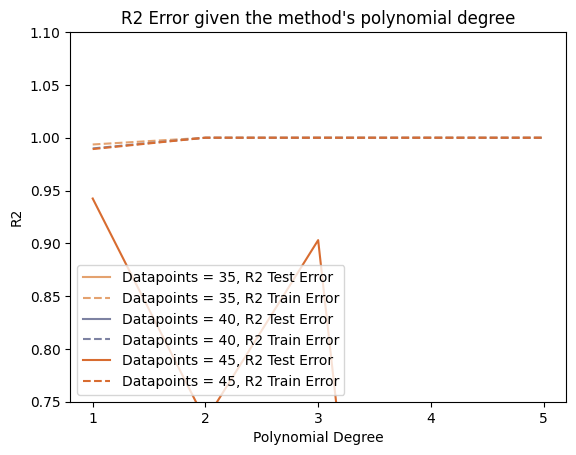 R2 Error given the method's polynomial degree
1.10
1.05
1.00
0.95
0.90
0.85
0.80
0.75
R2
Datapoints = 35, R2 Test Error
Datapoints = 35, R2 Train Error
Datapoints = 40, R2 Test Error
Datapoints = 40, R2 Train Error
Datapoints = 45, R2 Test Error
Datapoints = 45, R2 Train Error
1 2 3 4 5
Polynomial Degree